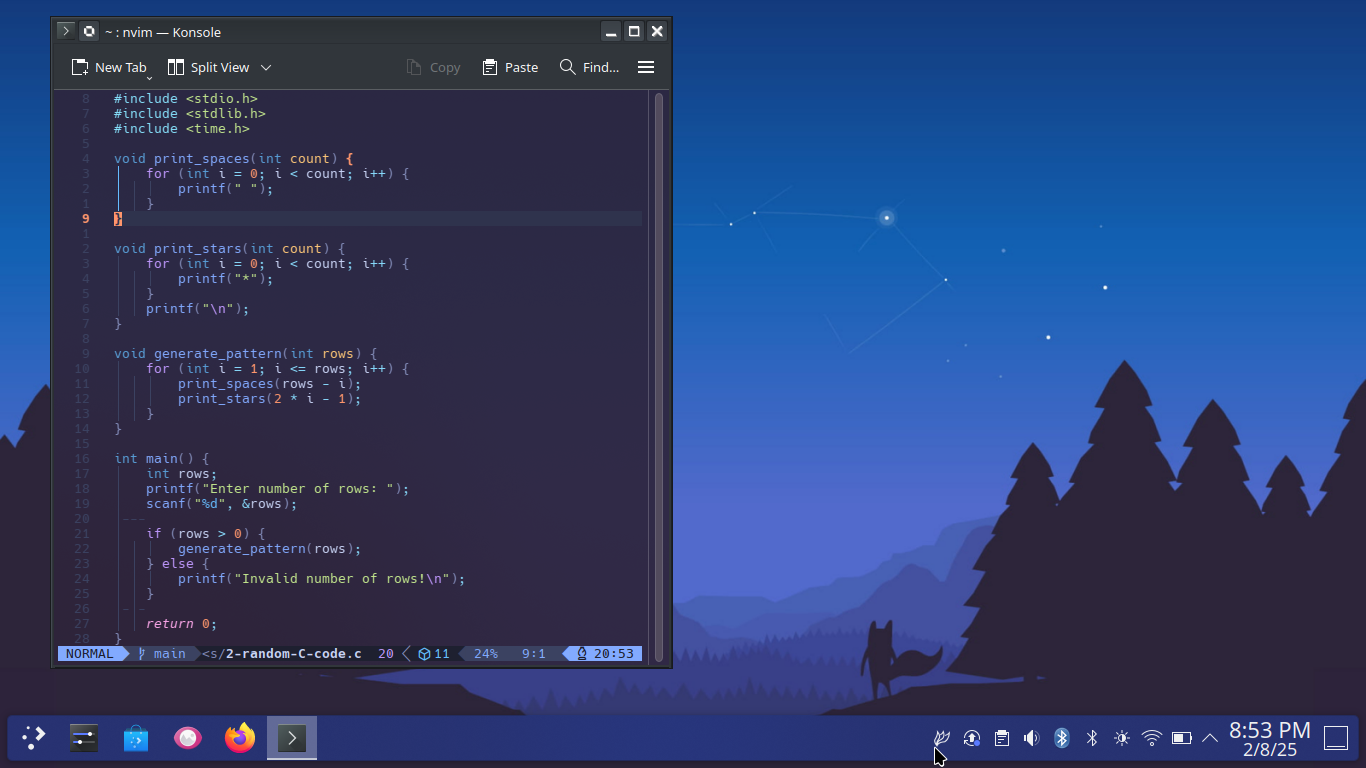 ~ : nvim — Konsole
New Tab Split View Copy Paste Find...
8 #include <stdio.h>
7 #include <stdlib.h>
6 #include <time.h>
5
4 void print_spaces(int count) {
3     for (int i = 0; i < count; i++) {
2         printf(" ");
1     }
9 }
1
2 void print_stars(int count) {
3     for (int i = 0; i < count; i++) {
4         printf("*");
5     }
6     printf("\n");
7 }
8
9 void generate_pattern(int rows) {
10     for (int i = 1; i <= rows; i++) {
11         print_spaces(rows - i);
12         print_stars(2 * i - 1);
13     }
14 }
15
16 int main() {
17     int rows;
18     printf("Enter number of rows: ");
19     scanf("%d", &rows);
20 ---
21     if (rows > 0) {
22         generate_pattern(rows);
23     } else {
24         printf("Invalid number of rows!\n");
25     }
26 - -
27     return 0;
28 }
NORMAL main <s/2-random-C-code.c 20 11 24% 9:1 20:53
8:53 PM
2/8/25